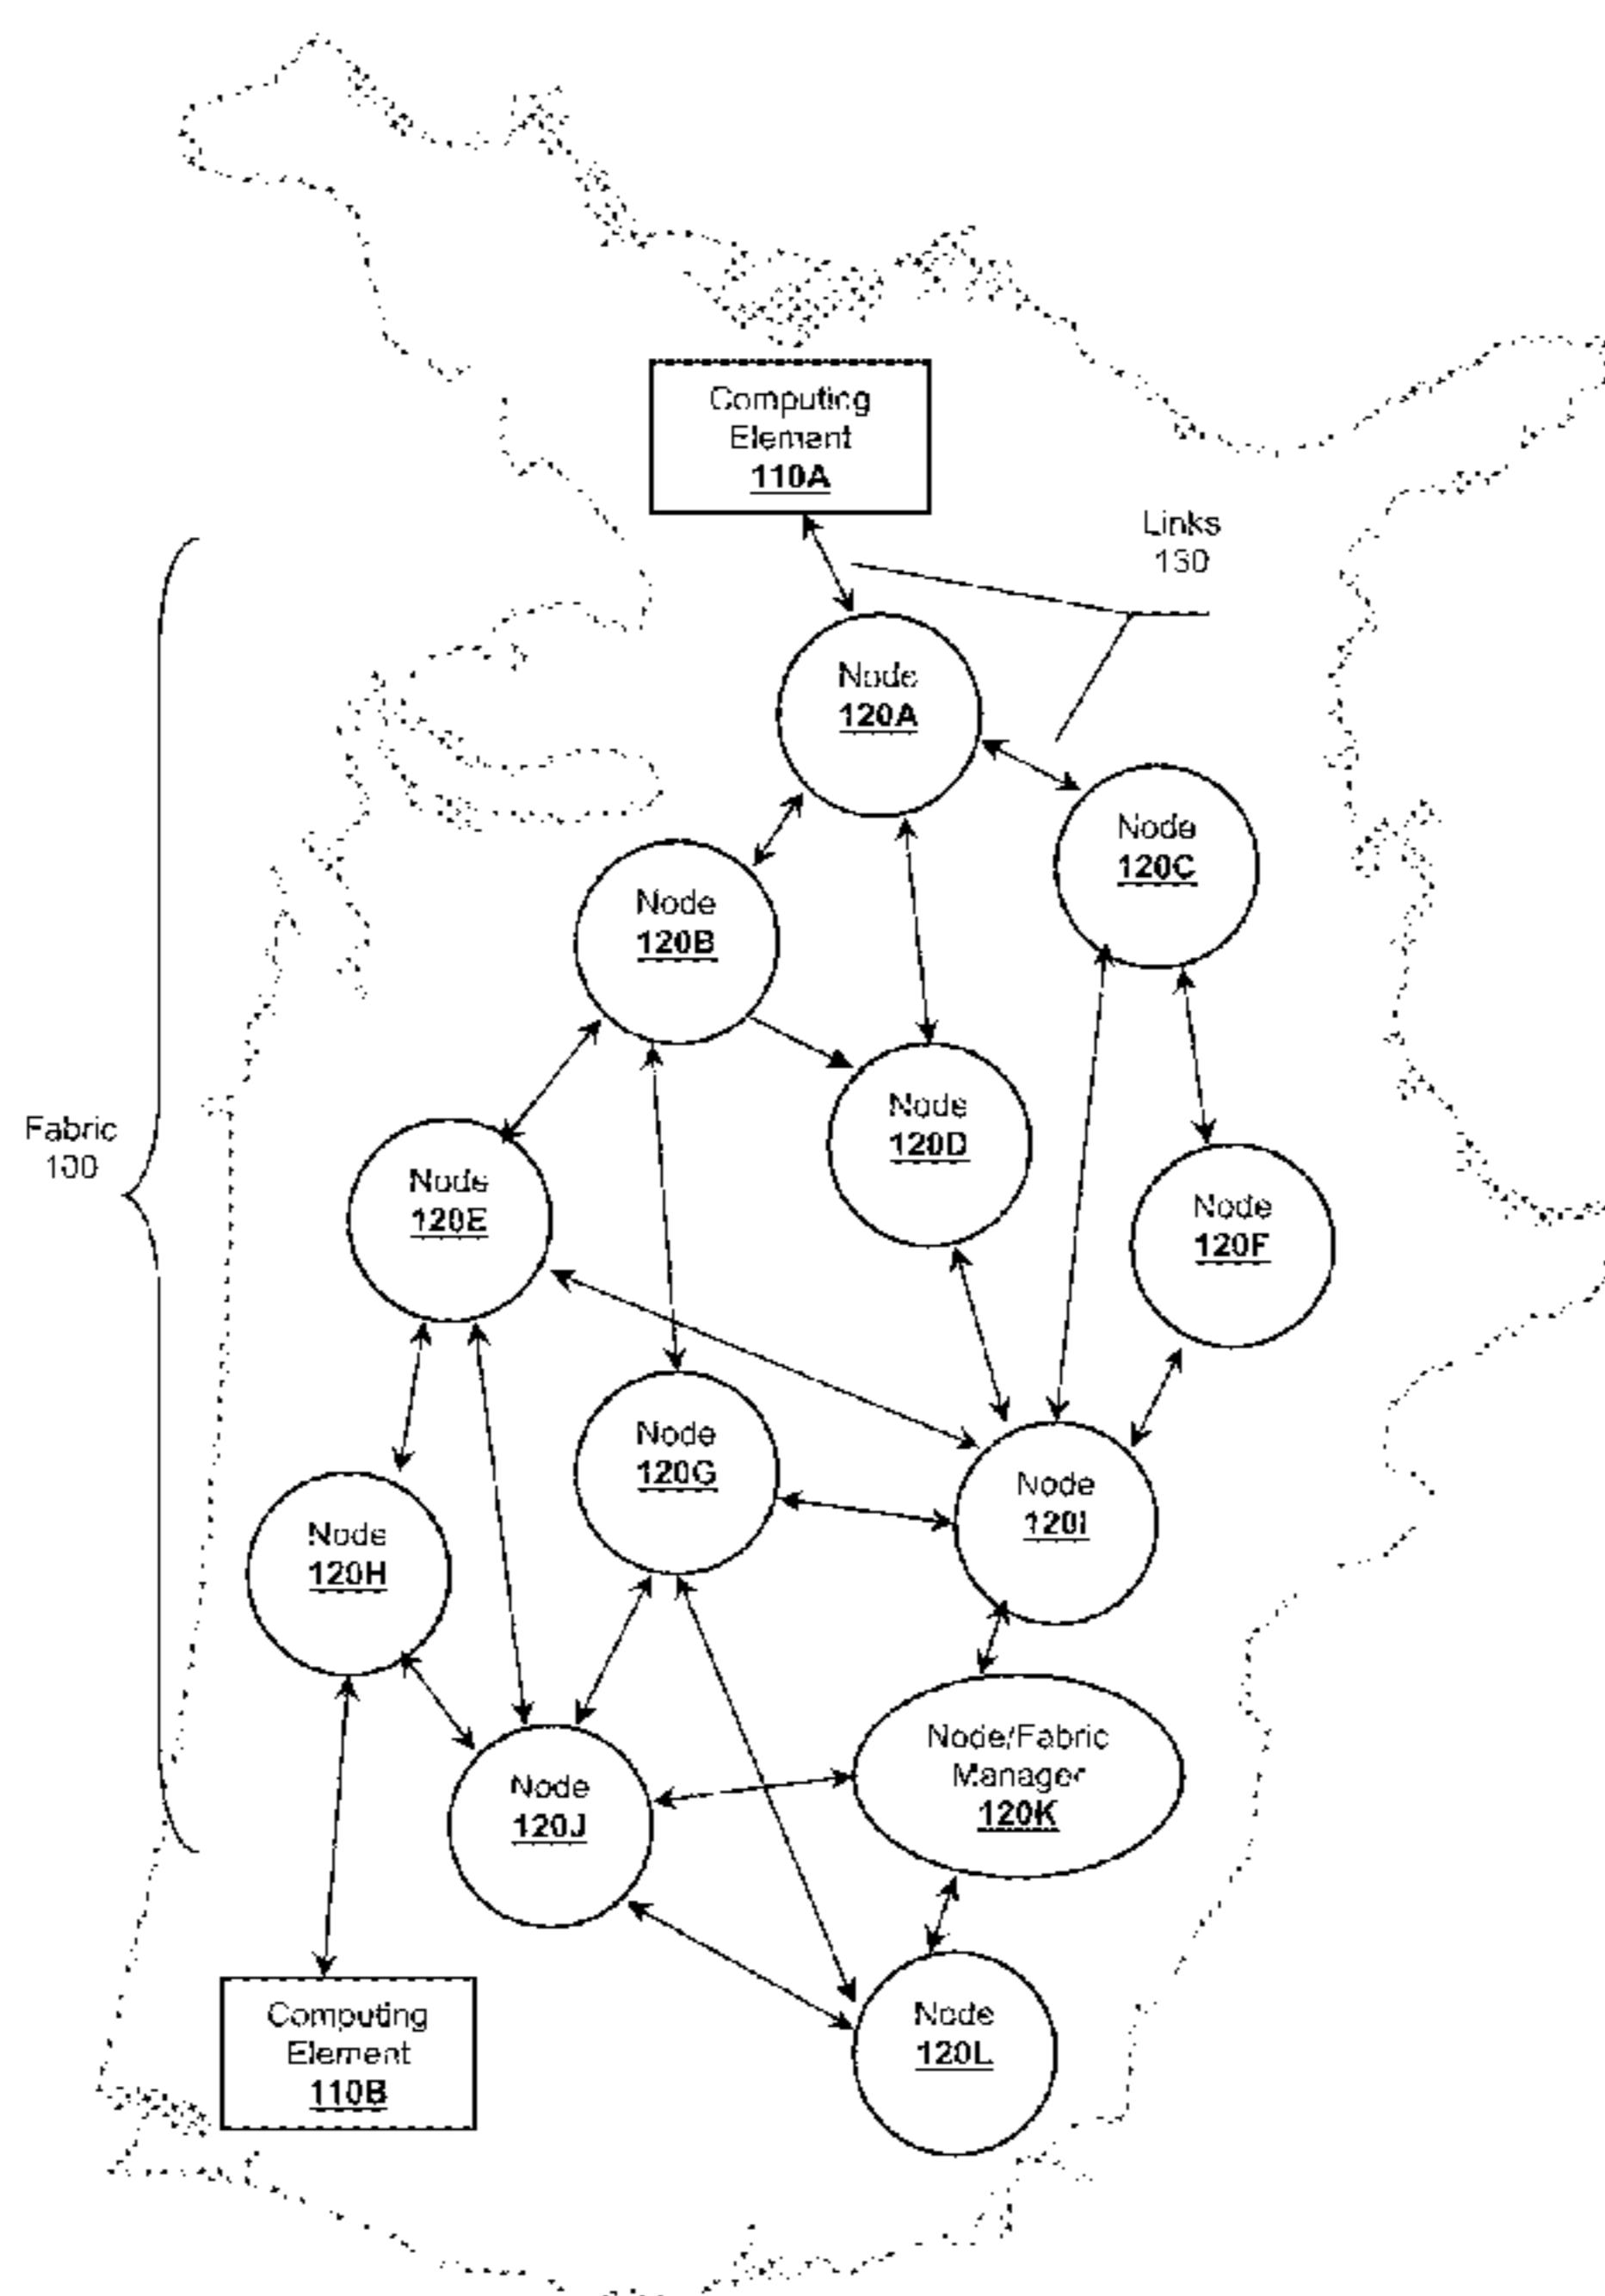 Computing
Element
110A
Links
130
Node
120A
Node
120C
Node
120B
Node
120D
Fabric
100
Node
120E
Node
120F
Node
120G
Node
120I
Node
120H
Node/Fabric
Manager
120K
Node
120J
Computing
Element
110B
Node
120L